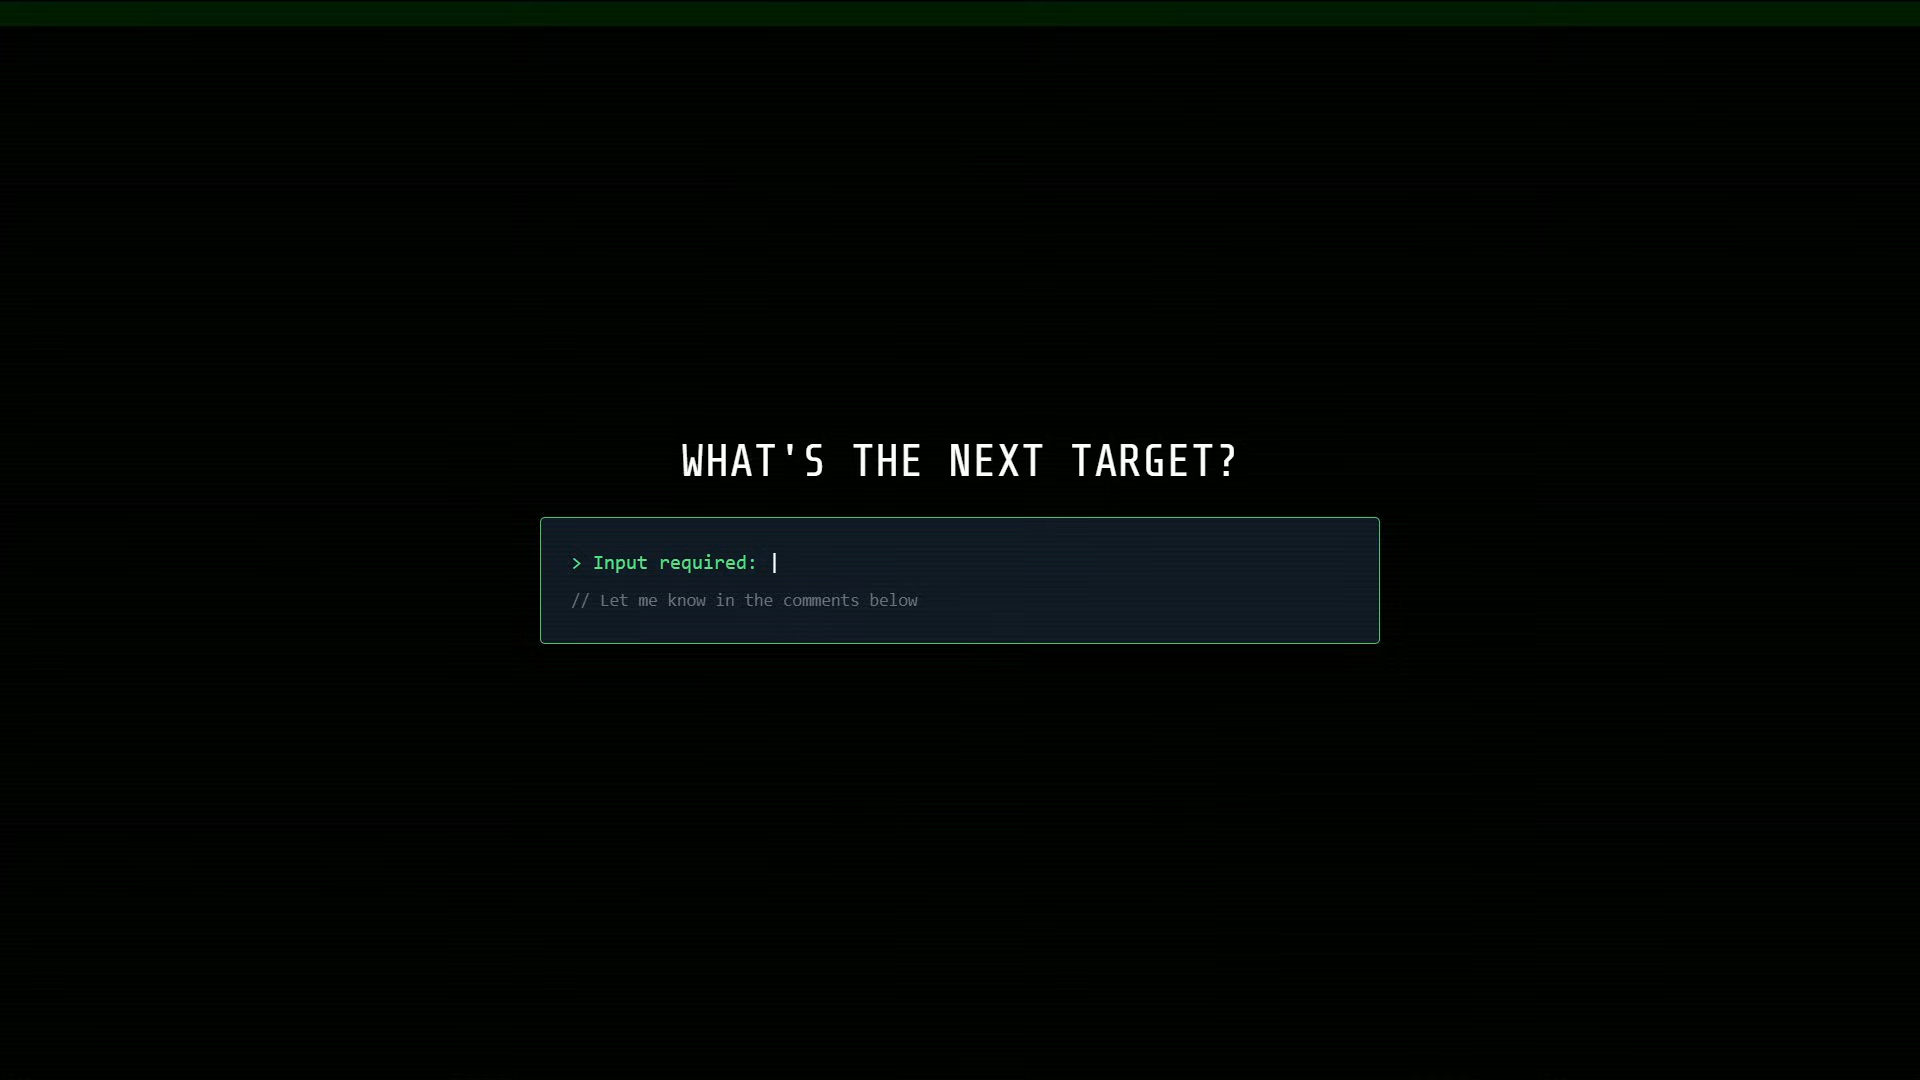 WHAT'S THE NEXT TARGET?
> Input required: |
// Let me know in the comments below